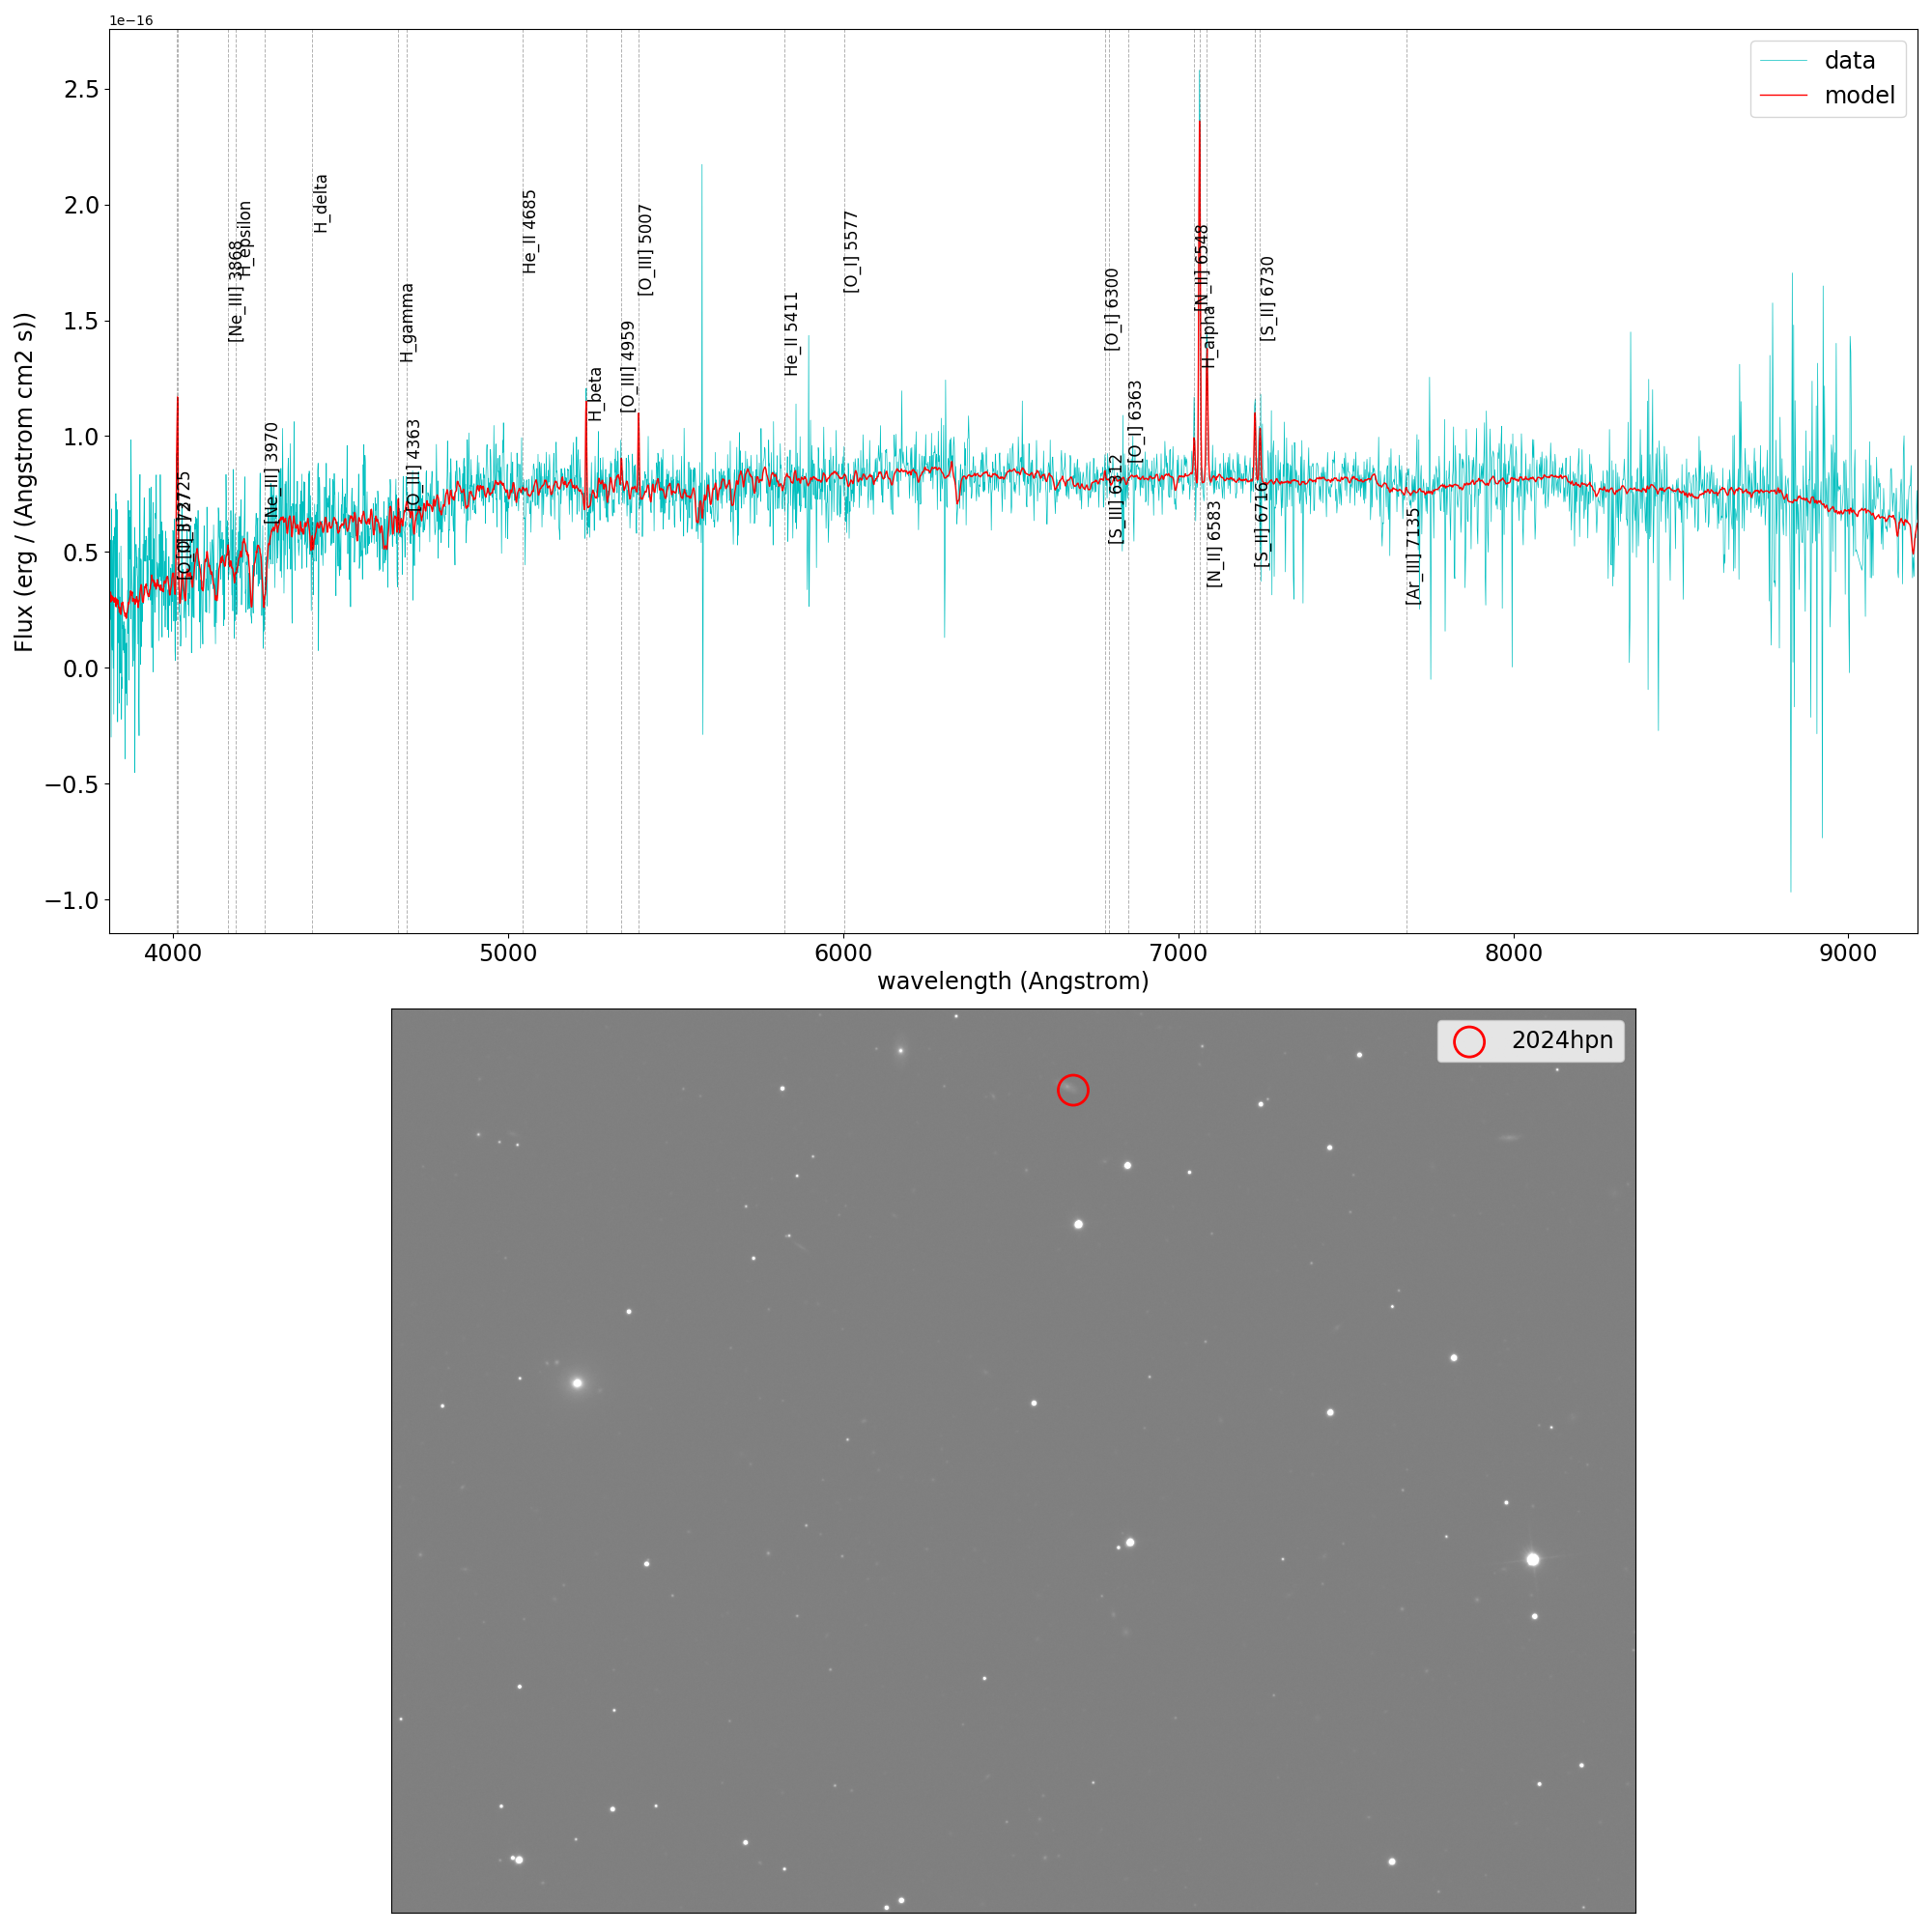 1e−16
data
model
2.5
2.0
1.5
1.0
0.5
0.0
−0.5
−1.0
Flux (erg / (Angstrom cm2 s))
[Ne_III] 3868
H_epsilon
[Ne_III] 3970
H_delta
H_gamma
[O_III] 4363
He_II 4685
H_beta
[O_III] 4959
[O_III] 5007
He_II 5411
[O_I] 5577
[O_I] 6300
[S_III] 6312
[O_I] 6363
[N_II] 6548
H_alpha
[N_II] 6583
[S_II] 6716
[S_II] 6730
[Ar_III] 7135
4000
5000
6000
7000
8000
9000
wavelength (Angstrom)
2024hpn